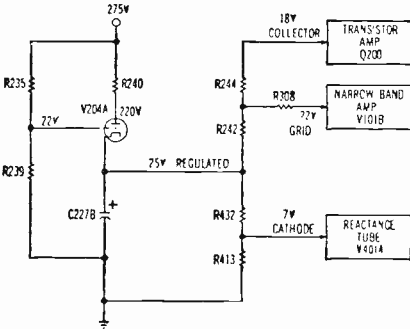 275V
18V
COLLECTOR
TRANSISTOR
AMP
Q200
R235
R240
R244
V204A
220V
R308
NARROW BAND
AMP
V101B
22V
22V
GRID
R242
R239
25V REGULATED
C227B
+
R432
7V
CATHODE
REACTANCE
TUBE
V401A
R413